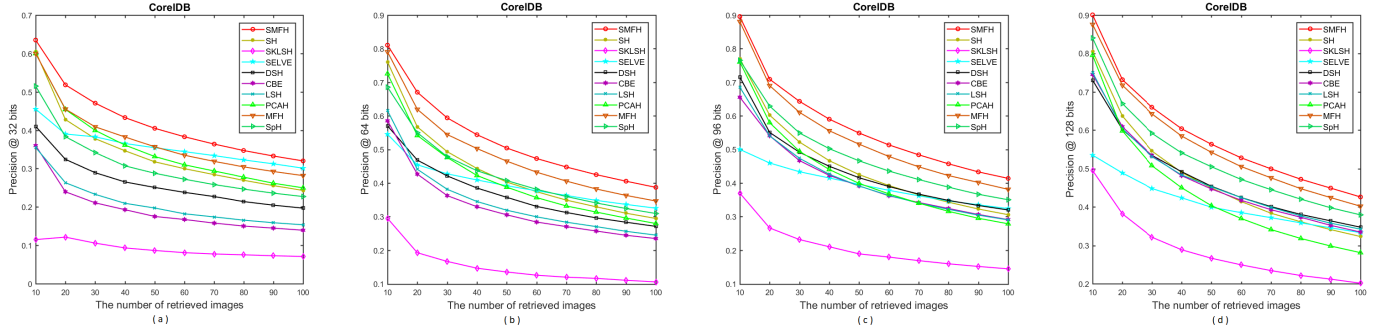 CorelDB
Precision @ 32 bits
0.7
0.6
0.5
0.4
0.3
0.2
0.1
0
SMFH
SH
SKLSH
SELVE
DSH
CBE
LSH
PCAH
MFH
SpH
10 20 30 40 50 60 70 80 90 100
The number of retrieved images
( a )
CorelDB
Precision @ 64 bits
0.9
0.8
0.7
0.6
0.5
0.4
0.3
0.2
0.1
SMFH
SH
SKLSH
SELVE
DSH
CBE
LSH
PCAH
MFH
SpH
10 20 30 40 50 60 70 80 90 100
The number of retrieved images
( b )
CorelDB
Precision @ 96 bits
0.9
0.8
0.7
0.6
0.5
0.4
0.3
0.2
0.1
SMFH
SH
SKLSH
SELVE
DSH
CBE
LSH
PCAH
MFH
SpH
10 20 30 40 50 60 70 80 90 100
The number of retrieved images
( c )
CorelDB
Precision @ 128 bits
0.9
0.8
0.7
0.6
0.5
0.4
0.3
0.2
SMFH
SH
SKLSH
SELVE
DSH
CBE
LSH
PCAH
MFH
SpH
10 20 30 40 50 60 70 80 90 100
The number of retrieved images
( d )